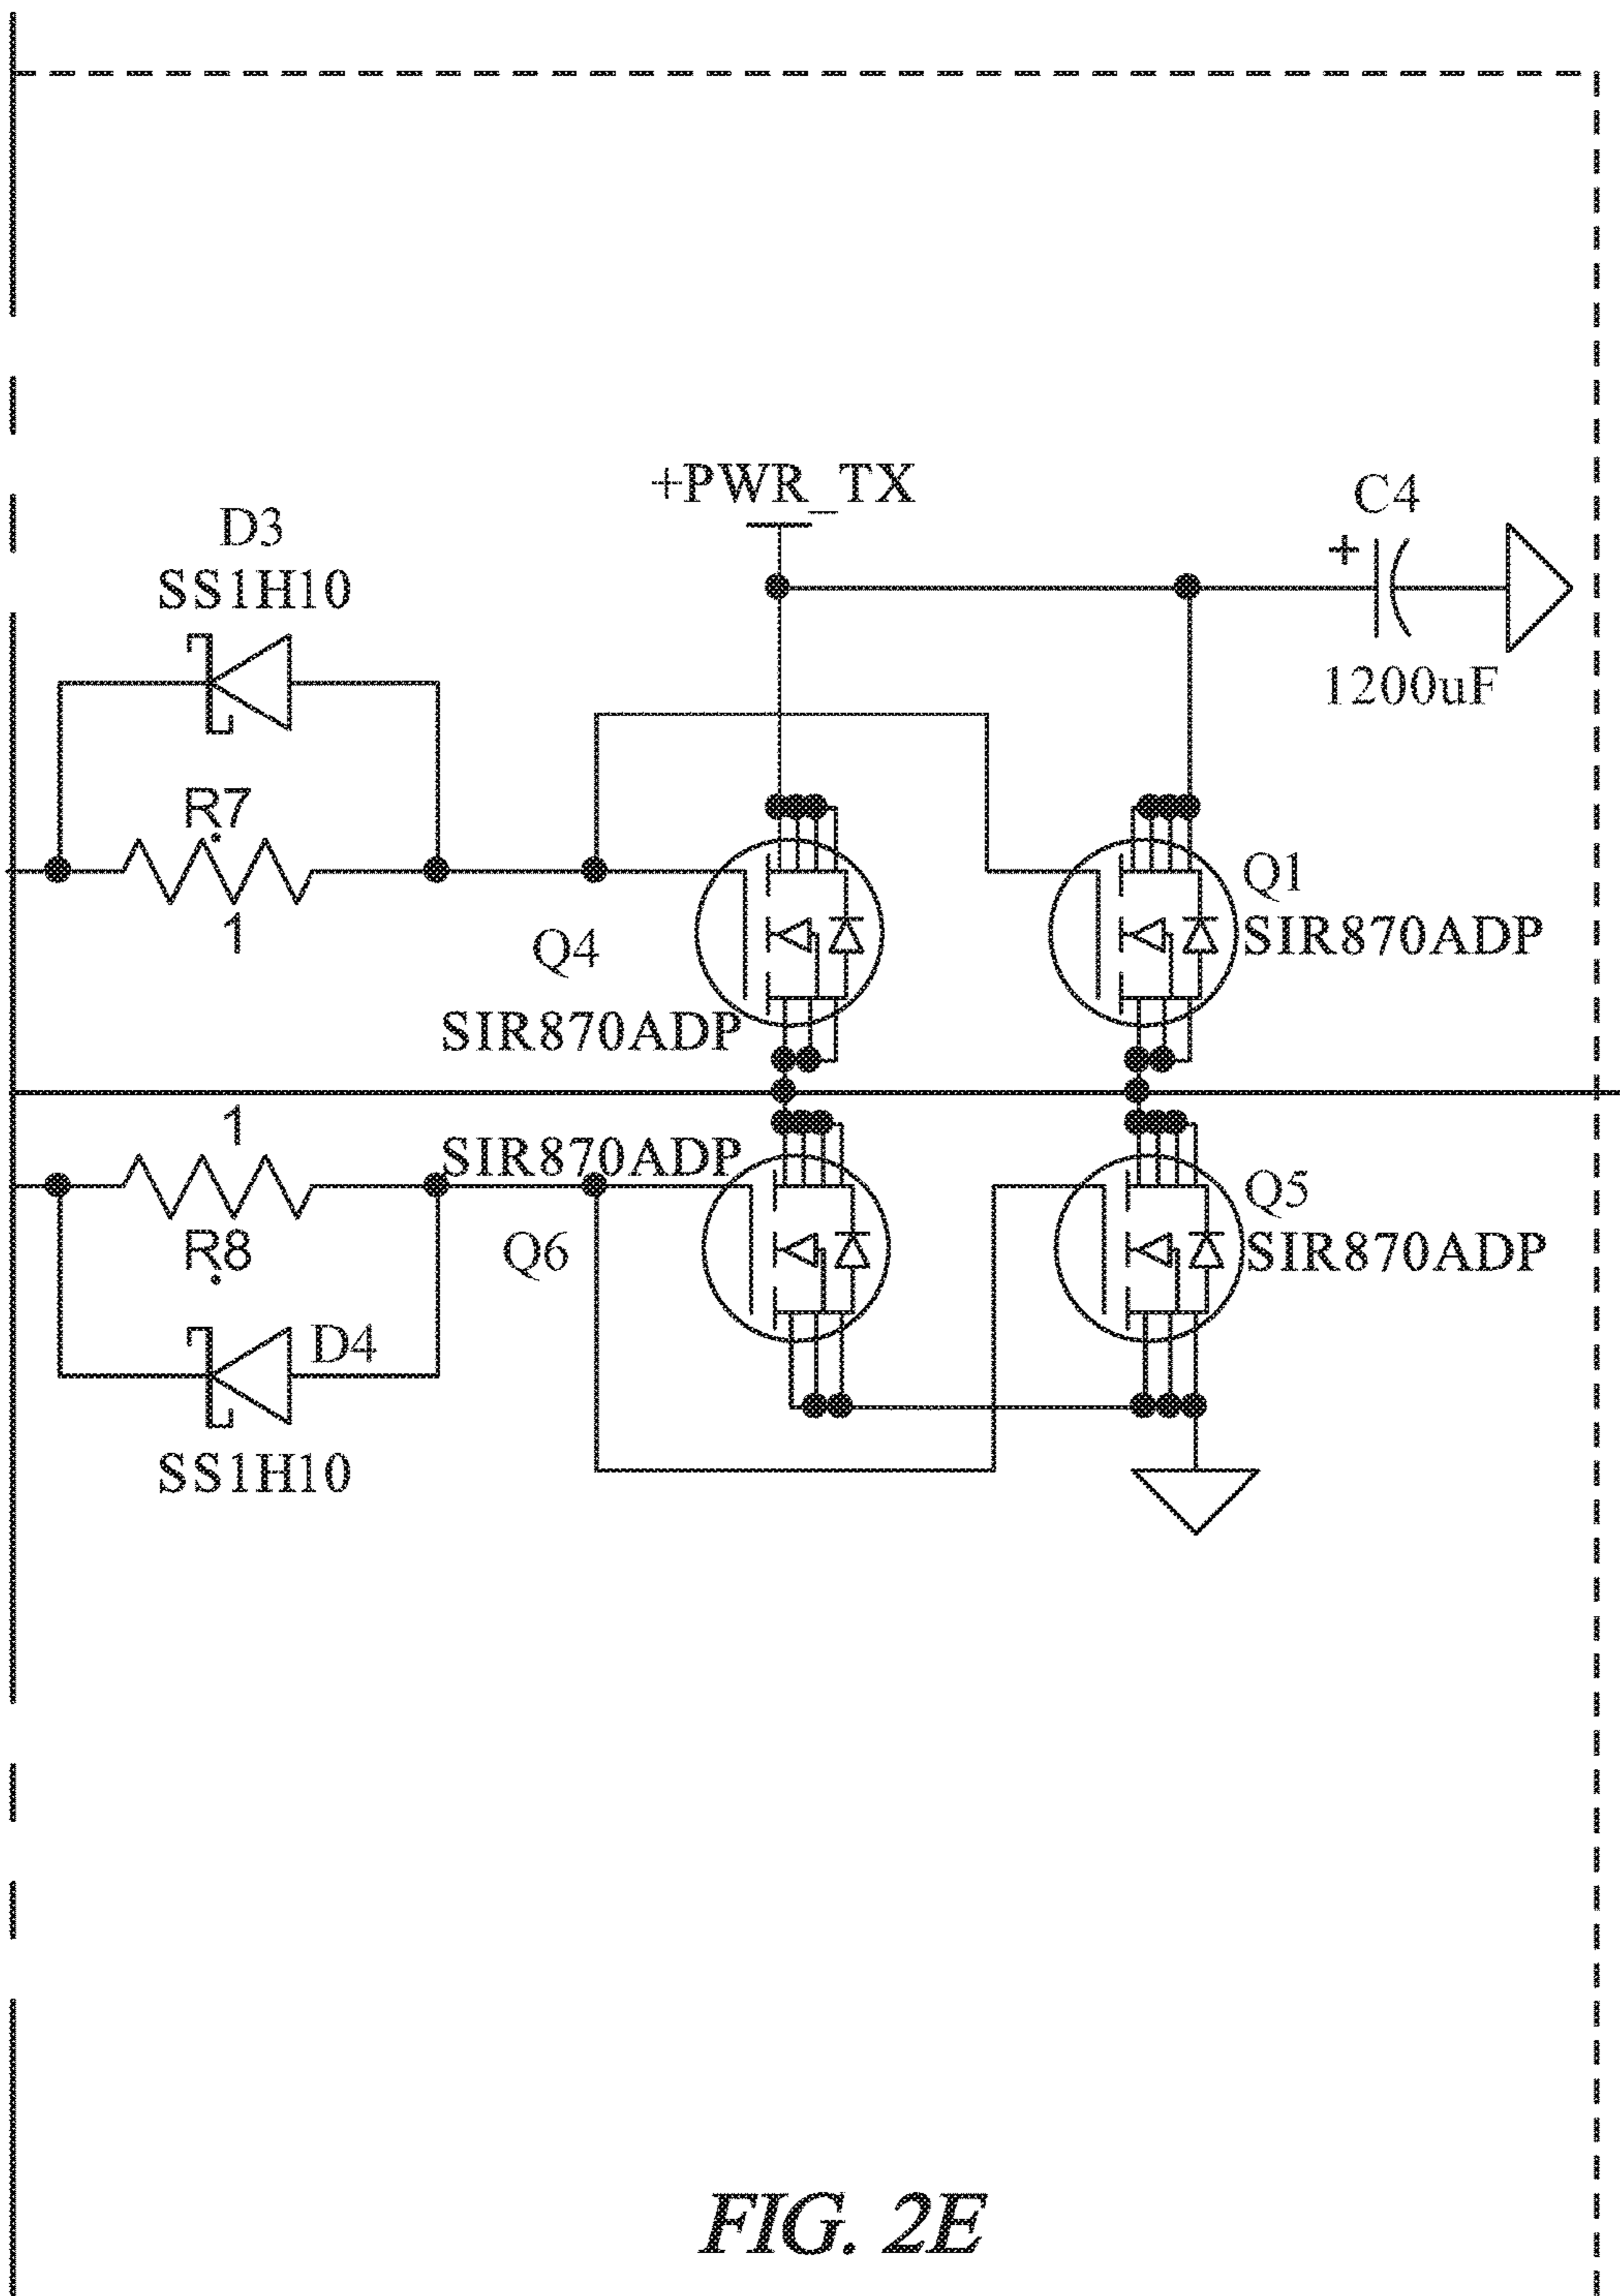 +PWR_TX
C4
D3
SS1H10
1200uF
R7
1
Q4
Q1
SIR870ADP
SIR870ADP
1
SIR870ADP
R8
Q6
Q5
SIR870ADP
D4
SS1H10
FIG. 2E